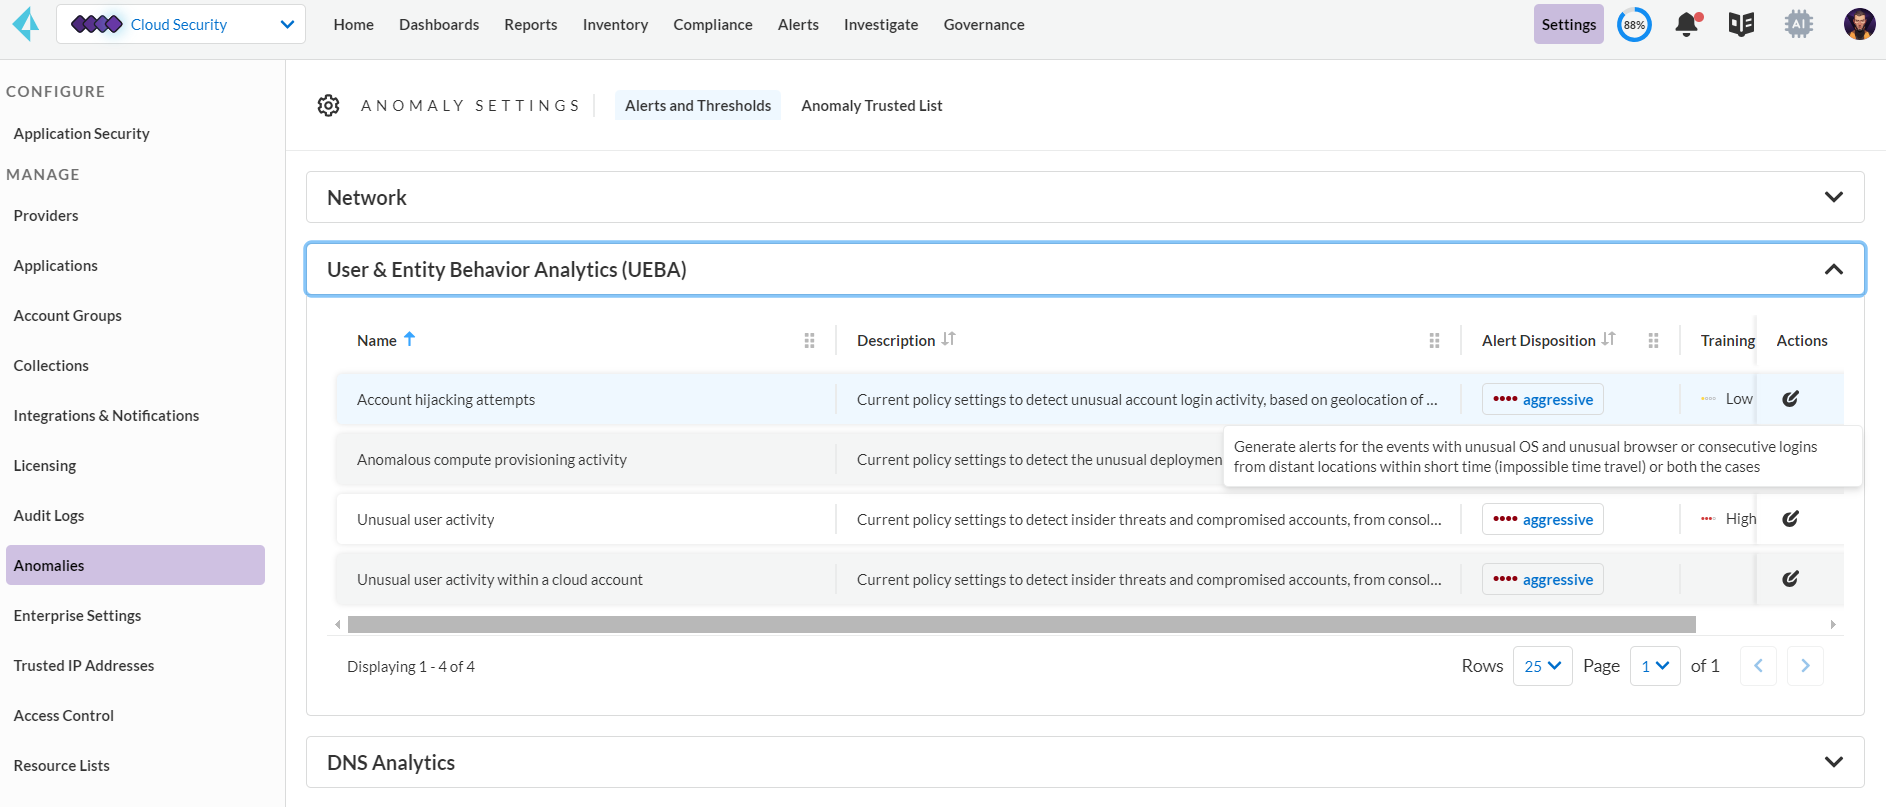 Cloud Security
Home Dashboards Reports Inventory Compliance Alerts Investigate Governance
Settings 88% AI
CONFIGURE
Application Security
MANAGE
Providers
Applications
Account Groups
Collections
Integrations & Notifications
Licensing
Audit Logs
Anomalies
Enterprise Settings
Trusted IP Addresses
Access Control
Resource Lists
ANOMALY SETTINGS Alerts and Thresholds Anomaly Trusted List
Network
User & Entity Behavior Analytics (UEBA)
Name Description Alert Disposition Training Actions
Account hijacking attempts Current policy settings to detect unusual account login activity, based on geolocation of ... aggressive Low
Anomalous compute provisioning activity Current policy settings to detect the unusual deploymen
Generate alerts for the events with unusual OS and unusual browser or consecutive logins
from distant locations within short time (impossible time travel) or both the cases
Unusual user activity Current policy settings to detect insider threats and compromised accounts, from consol... aggressive High
Unusual user activity within a cloud account Current policy settings to detect insider threats and compromised accounts, from consol... aggressive
Displaying 1 - 4 of 4
Rows 25 Page 1 of 1
DNS Analytics